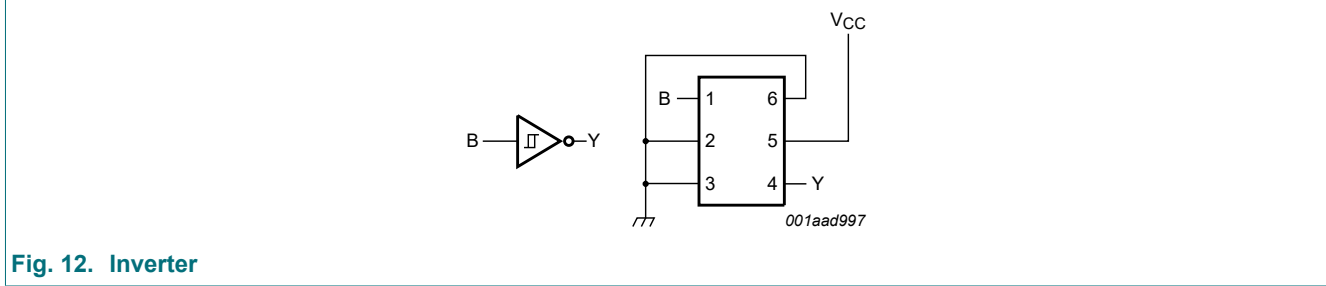 VCC
B 1 6
B Y 2 5
3 4 Y
001aad997
Fig. 12. Inverter